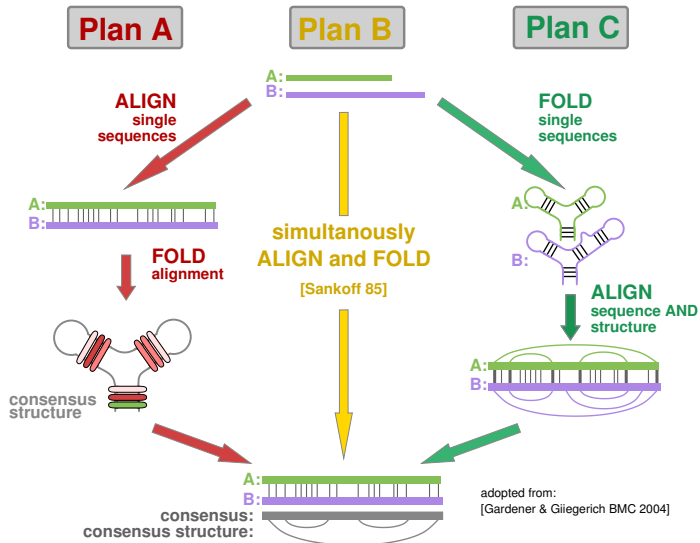 Plan A
Plan B
Plan C
A:
B:
ALIGN
single
sequences
FOLD
single
sequences
A:
B:
A:
B:
simultanously
ALIGN and FOLD
[Sankoff 85]
FOLD
alignment
ALIGN
sequence AND
structure
consensus
structure
A:
B:
A:
B:
consensus:
consensus structure:
adopted from:
[Gardener & Giiegerich BMC 2004]